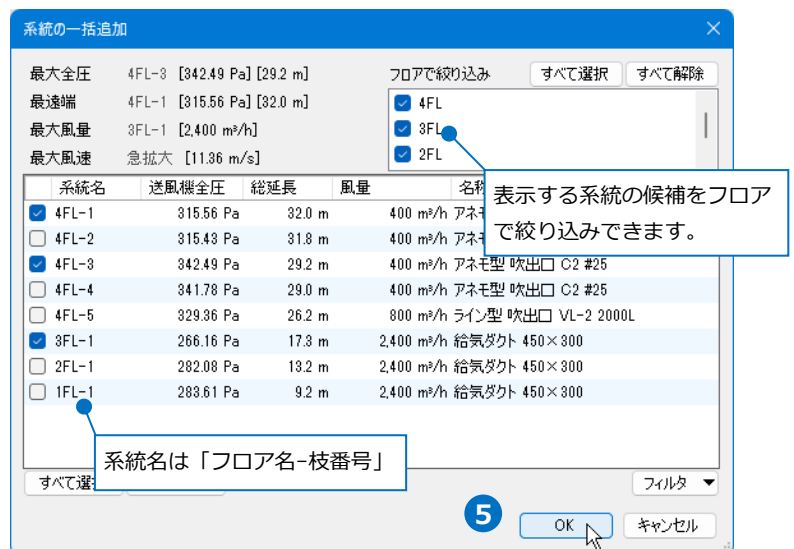 系統の一括追加
最大全圧 4FL-3 [342.49 Pa] [29.2 m]
最遠端 4FL-1 [315.56 Pa] [32.0 m]
最大風量 3FL-1 [2,400 m³/h]
最大風速 急拡大 [11.36 m/s]
フロアで絞り込み すべて選択 すべて解除
4FL
3FL
2FL
表示する系統の候補をフロア
で絞り込みできます。
系統名 送風機全圧 総延長 風量
4FL-1 315.56 Pa 32.0 m 400 m³/h
4FL-2 315.43 Pa 31.8 m 400 m³/h
4FL-3 342.49 Pa 29.2 m 400 m³/h アネモ型 吹出口 C2 #25
4FL-4 341.78 Pa 29.0 m 400 m³/h アネモ型 吹出口 C2 #25
4FL-5 329.36 Pa 26.2 m 800 m³/h ライン型 吹出口 VL-2 2000L
3FL-1 266.16 Pa 17.3 m 2,400 m³/h 給気ダクト 450×300
2FL-1 282.08 Pa 13.2 m 2,400 m³/h 給気ダクト 450×300
1FL-1 283.61 Pa 9.2 m 2,400 m³/h 給気ダクト 450×300
系統名は「フロア名-枝番号」
すべて選 フィルタ
5 OK キャンセル